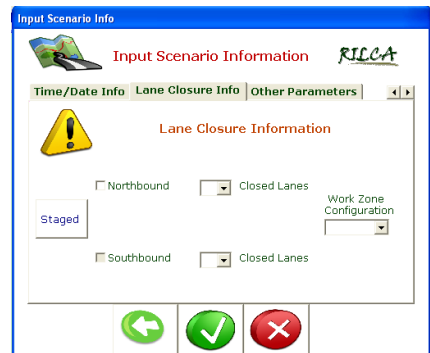 Input Scenario Info
Input Scenario Information
RILCA
Time/Date Info
Lane Closure Info
Other Parameters
Lane Closure Information
Northbound
Closed Lanes
Work Zone
Configuration
Staged
Southbound
Closed Lanes